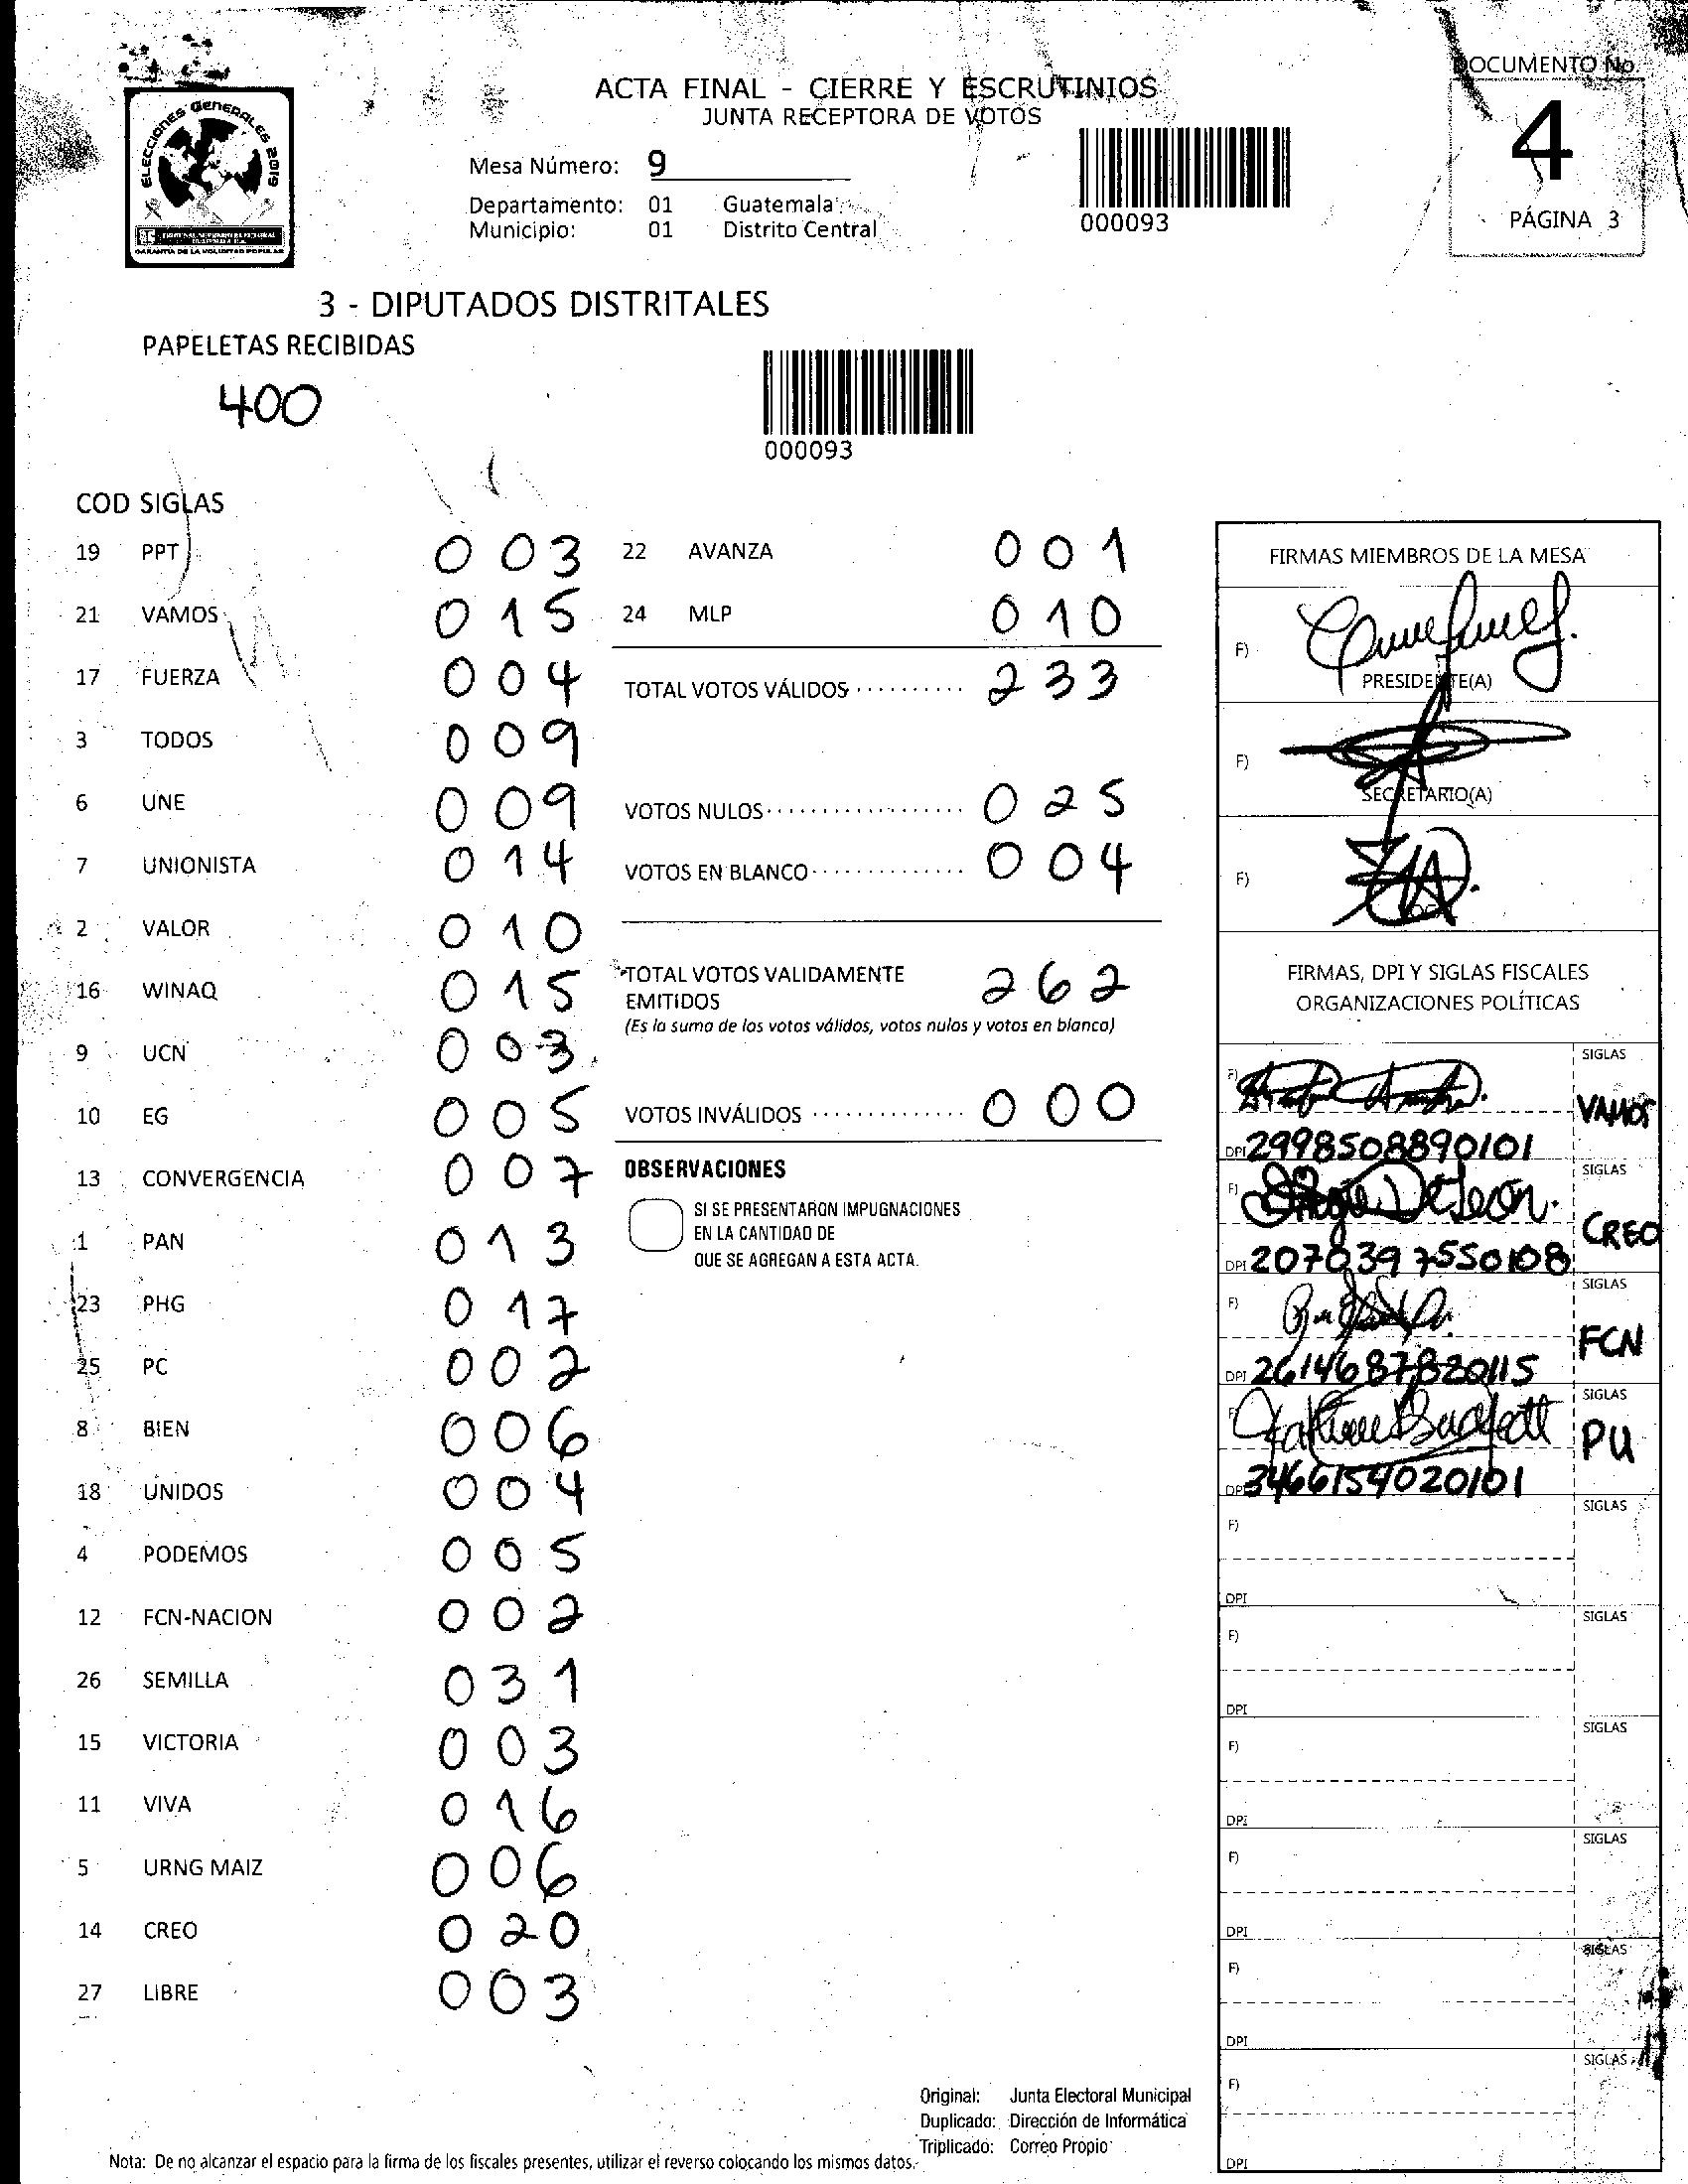 DOCUMENTO No.
ACTA FINAL - CIERRE Y ESCRUTINIOS
JUNTA RECEPTORA DE VOTOS
4
PÁGINA 3
ELECCIONES GENERALES 2019
GARANTIA DE LA VOLUNTAD POPULAR
Mesa Número: 9
Departamento: 01 Guatemala
Municipio: 01 Distrito Central
000093
3 - DIPUTADOS DISTRITALES
PAPELETAS RECIBIDAS
400
000093
COD SIGLAS
19 PPT 003
21 VAMOS 015
17 FUERZA 004
3 TODOS 009
6 UNE 009
7 UNIONISTA 014
2 VALOR 010
16 WINAQ 015
9 UCN 003
10 EG 005
13 CONVERGENCIA 007
1 PAN 013
23 PHG 017
25 PC 002
8 BIEN 006
18 UNIDOS 004
4 PODEMOS 005
12 FCN-NACION 002
26 SEMILLA 031
15 VICTORIA 003
11 VIVA 016
5 URNG MAIZ 006
14 CREO 020
27 LIBRE 003
22 AVANZA 001
24 MLP 010
TOTAL VOTOS VÁLIDOS 233
VOTOS NULOS 025
VOTOS EN BLANCO 004
TOTAL VOTOS VALIDAMENTE
EMITIDOS 262
(Es la suma de los votos válidos, votos nulos y votos en blanco)
VOTOS INVÁLIDOS 000
OBSERVACIONES
SI SE PRESENTARON IMPUGNACIONES
EN LA CANTIDAD DE
QUE SE AGREGAN A ESTA ACTA.
FIRMAS MIEMBROS DE LA MESA
F)
PRESIDENTE(A)
F)
SECRETARIO(A)
F)
FIRMAS, DPI Y SIGLAS FISCALES
ORGANIZACIONES POLÍTICAS
F) SIGLAS
VAMOS
DPI 2998508890101
F) SIGLAS
CREO
DPI 2078397550108
F) SIGLAS
FCN
DPI 2614687820115
F) SIGLAS
PU
DPI 3466154020101
F) SIGLAS
DPI
F) SIGLAS
DPI
F) SIGLAS
DPI
F) SIGLAS
DPI
F) SIGLAS
DPI
F) SIGLAS
DPI
Original: Junta Electoral Municipal
Duplicado: Dirección de Informática
Triplicado: Correo Propio
Nota: De no alcanzar el espacio para la firma de los fiscales presentes, utilizar el reverso colocando los mismos datos.